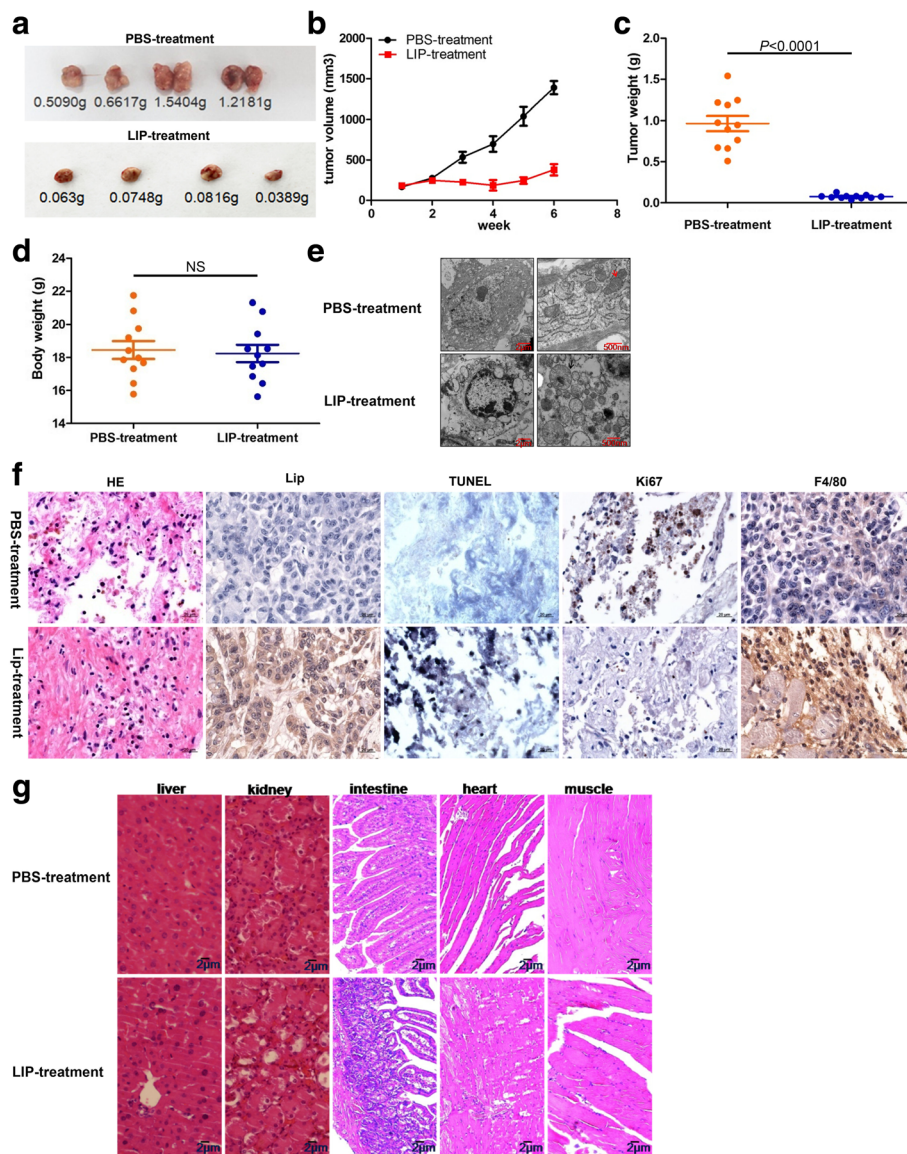 a
PBS-treatment
0.5090g 0.6617g 1.5404g 1.2181g
LIP-treatment
0.063g 0.0748g 0.0816g 0.0389g
b
PBS-treatment
LIP-treatment
tumor volume (mm3)
2000
1500
1000
500
0
0 2 4 6 8
week
c
P<0.0001
Tumor weight (g)
2.0
1.5
1.0
0.5
0.0
PBS-treatment LIP-treatment
d
NS
Body weight (g)
24
22
20
18
16
14
PBS-treatment LIP-treatment
e
PBS-treatment
2μm 500nm
LIP-treatment
2μm
f
HE Lip TUNEL Ki67 F4/80
PBS-treatment
Lip-treatment
g
liver kidney intestine heart muscle
PBS-treatment
2μm 2μm 2μm 2μm 2μm
LIP-treatment
2μm 2μm 2μm 2μm 2μm